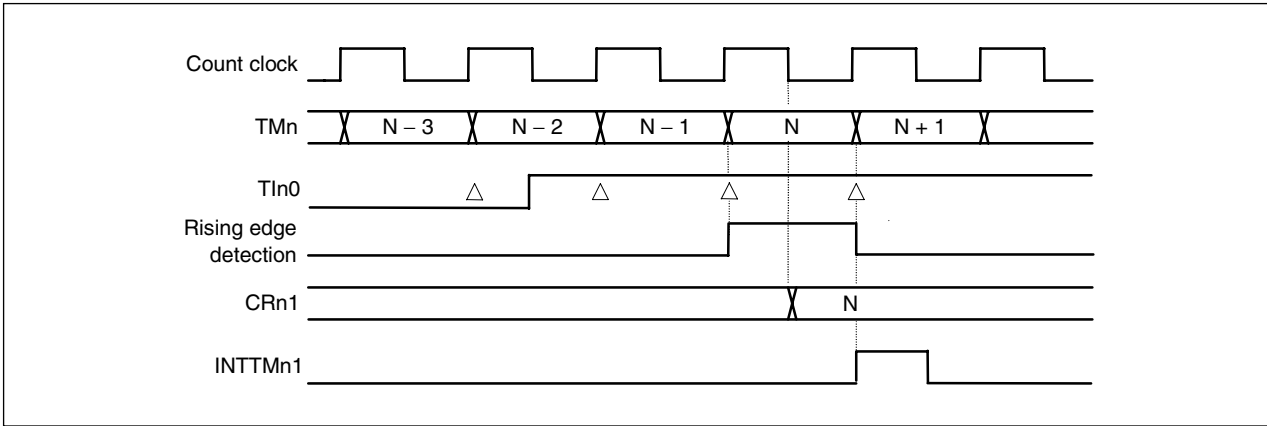 Count clock
TMn N − 3 N − 2 N − 1 N N + 1
TIn0
Rising edge
detection
CRn1 N
INTTMn1